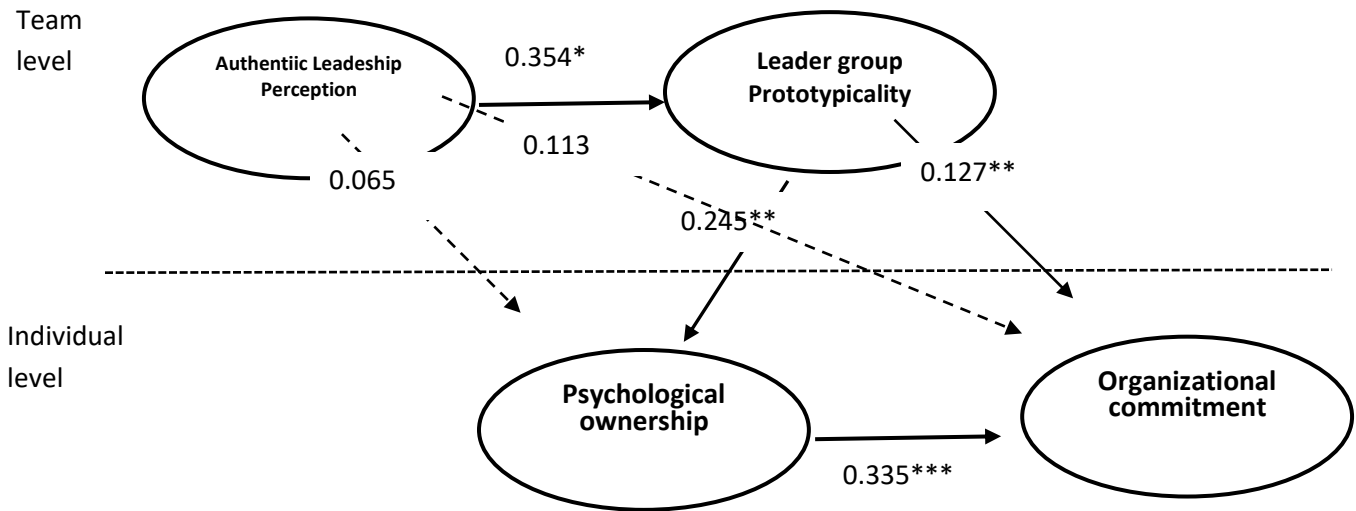 Team
level
Authentiic Leadeship
Perception
0.354*
Leader group
Prototypicality
0.113
0.065
0.127**
0.245**
Individual
level
Psychological
ownership
Organizational
commitment
0.335***